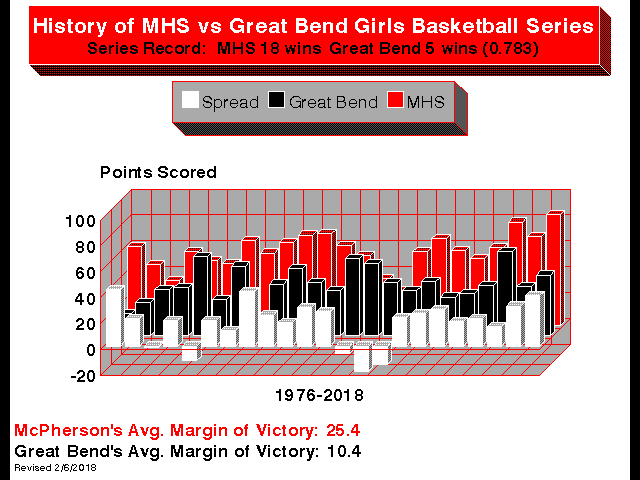 History of MHS vs Great Bend Girls Basketball Series
Series Record: MHS 18 wins Great Bend 5 wins (0.783)
Spread Great Bend MHS
Points Scored
100
80
60
40
20
0
-20
1976-2018
McPherson's Avg. Margin of Victory: 25.4
Great Bend's Avg. Margin of Victory: 10.4
Revised 2/6/2018